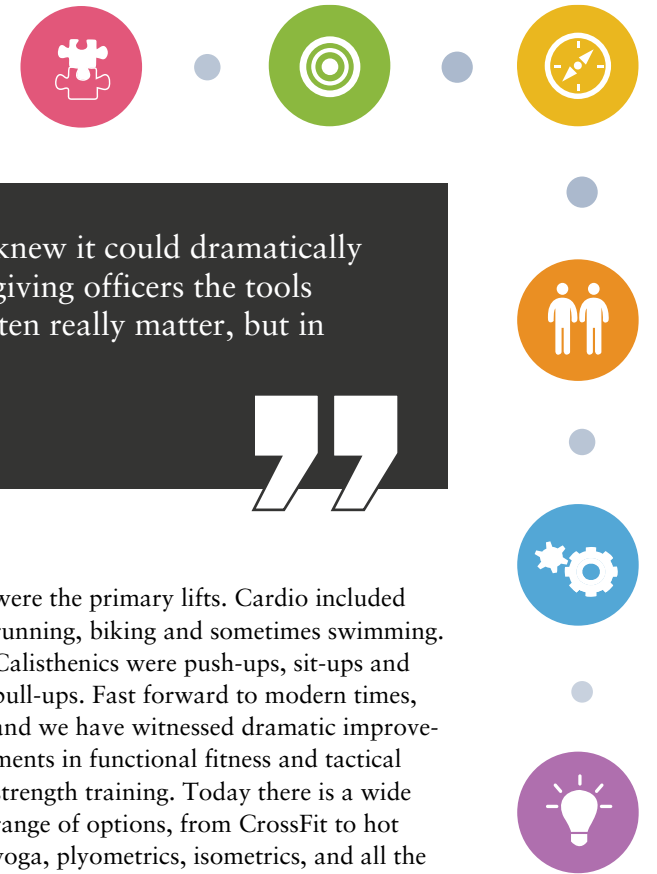 knew it could dramatically
giving officers the tools
ten really matter, but in
”
were the primary lifts. Cardio included
running, biking and sometimes swimming.
Calisthenics were push-ups, sit-ups and
pull-ups. Fast forward to modern times,
and we have witnessed dramatic improve-
ments in functional fitness and tactical
strength training. Today there is a wide
range of options, from CrossFit to hot
yoga, plyometrics, isometrics, and all the